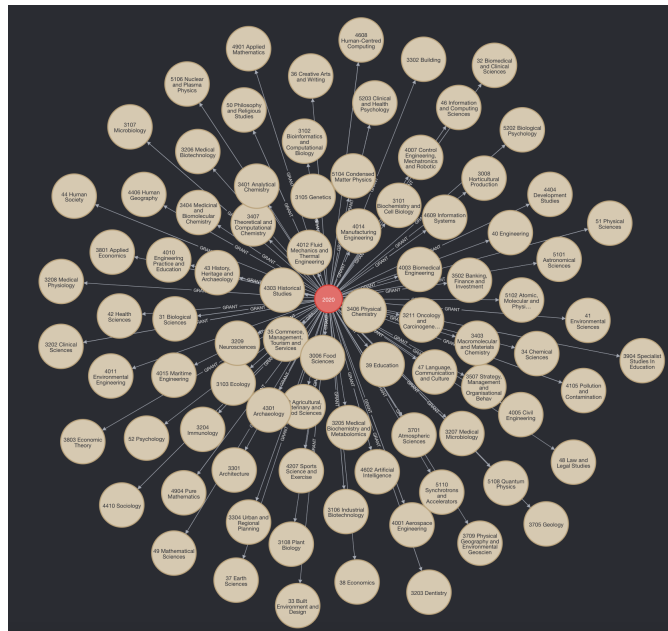 4608
Human-Centred
Computing
4901 Applied
Mathematics
3302 Building
32 Biomedical
and Clinical
Sciences
36 Creative Arts
and Writing
5106 Nuclear
and Plasma
Physics
5203 Clinical
and Health
Psychology
46 Information
and Computing
Sciences
50 Philosophy
and Religious
Studies
3107
Microbiology
5202 Biological
Psychology
3102
Bioinformatics
and
Computational
Biology
3206 Medical
Biotechnology
4007 Control
Engineering,
Mechatronics
and Robotic
5104 Condensed
Matter Physics
3008
Horticultural
Production
44 Human
Society
4406 Human
Geography
3401 Analytical
Chemistry
3105 Genetics
3101
Biochemistry and
Cell Biology
4404
Development
Studies
3404 Medicinal
and
Biomolecular
Chemistry
3407
Theoretical and
Computational
Chemistry
4014
Manufacturing
Engineering
4609 Information
Systems
51 Physical
Sciences
40 Engineering
3801 Applied
Economics
4010
Engineering
Practice and
Education
4012 Fluid
Mechanics and
Thermal
Engineering
5101
Astronomical
Sciences
43 History,
Heritage and
Archaeology
4003 Biomedical
Engineering
3502 Banking,
Finance and
Investment
3208 Medical
Physiology
4303 Historical
Studies
2020
5102 Atomic,
Molecular and
Physi...
3406 Physical
Chemistry
42 Health
Sciences
31 Biological
Sciences
3211 Oncology
and
Carcinogene...
41
Environmental
Sciences
3202 Clinical
Sciences
3209
Neurosciences
35 Commerce,
Management,
Tourism and
Services
3403
Macromolecular
and Materials
Chemistry
34 Chemical
Sciences
3904 Specialist
Studies In
Education
3006 Food
Sciences
39 Education
4011
Environmental
Engineering
4015 Maritime
Engineering
3103 Ecology
47 Language,
Communication
and Culture
3507 Strategy,
Management
and
Organisational
Behav
4105 Pollution
and
Contamination
4301
Archaeology
4005 Civil
Engineering
3803 Economic
Theory
52 Psychology
3204
Immunology
3205 Medical
Biochemistry and
Metabolomics
3701
Atmospheric
Sciences
3207 Medical
Microbiology
48 Law and
Legal Studies
3301
Architecture
4207 Sports
Science and
Exercise
4602 Artificial
Intelligence
4904 Pure
Mathematics
5108 Quantum
Physics
4410 Sociology
5110
Synchrotrons
and
Accelerators
3304 Urban and
Regional
Planning
3106 Industrial
Biotechnology
4001 Aerospace
Engineering
3705 Geology
3108 Plant
Biology
3709 Physical
Geography and
Environmental
Geoscien
49 Mathematical
Sciences
37 Earth
Sciences
38 Economics
3203 Dentistry
33 Built
Environment and
Design
GRANT